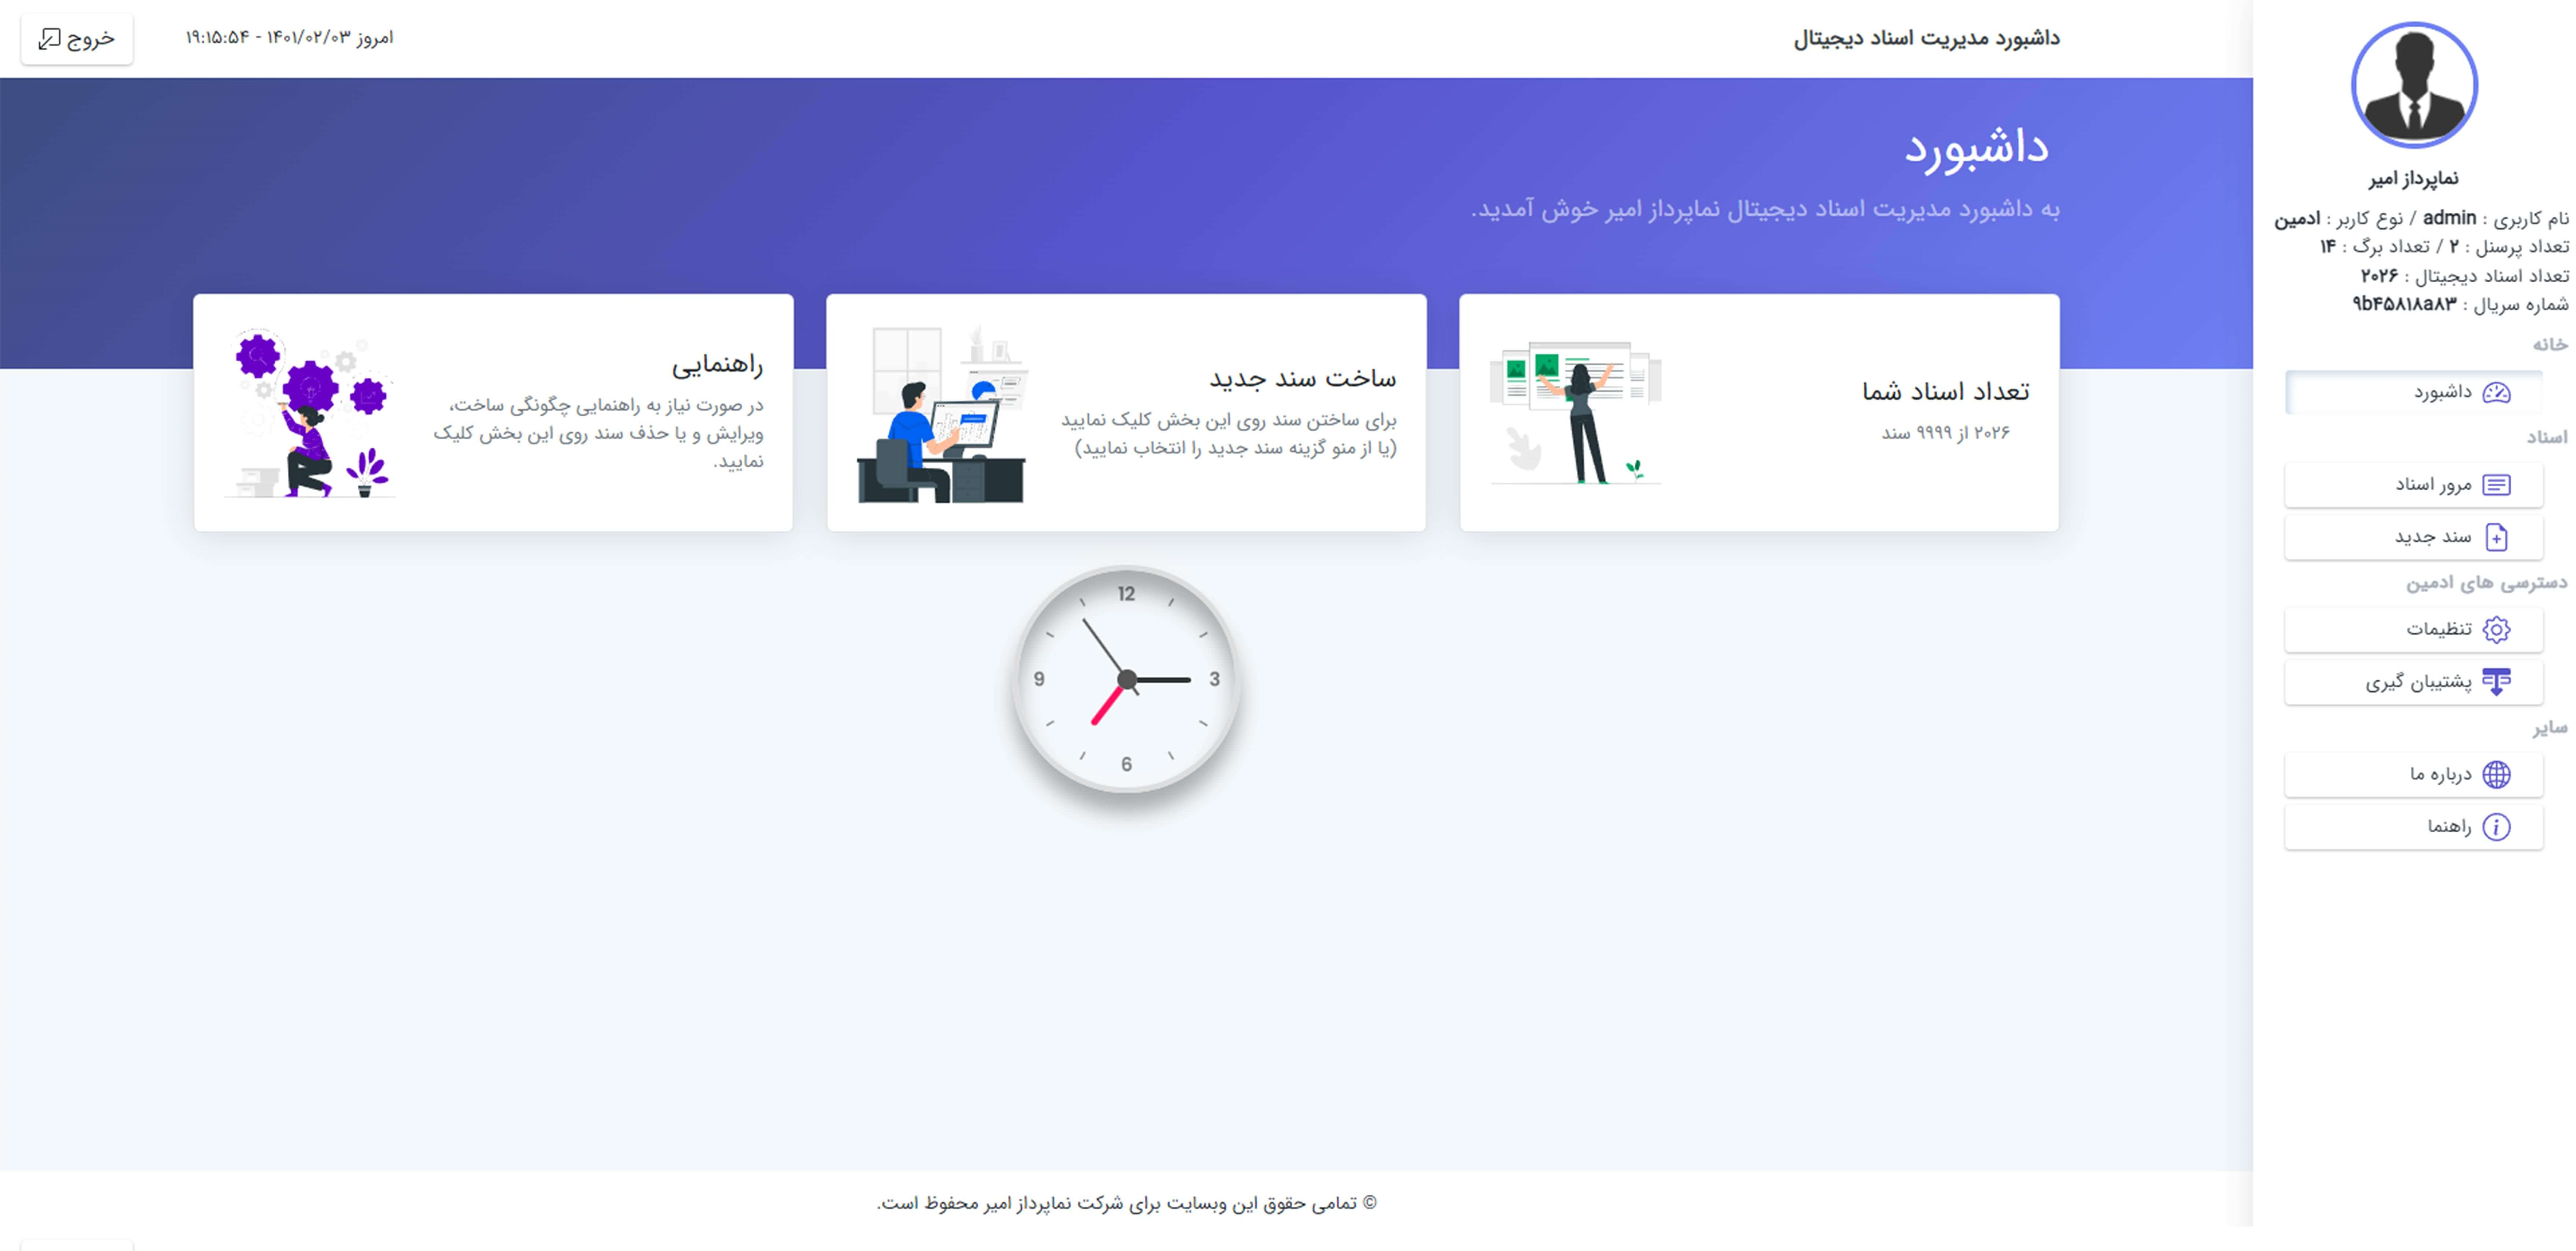 داشبورد مدیریت اسناد دیجیتال
امروز ۱۴۰۱/۰۲/۰۳ - ۱۹:۱۵:۵۴
خروج
نماپرداز امیر
نام کاربری : admin / نوع کاربر : ادمین
تعداد پرسنل : ۲ / تعداد برگ : ۱۴
تعداد اسناد دیجیتال : ۲۰۲۶
شماره سریال : ۹b۴۵۸۱۸a۸۳
خانه
داشبورد
اسناد
مرور اسناد
سند جدید
دسترسی های ادمین
تنظیمات
پشتیبان گیری
سایر
درباره ما
راهنما
داشبورد
به داشبورد مدیریت اسناد دیجیتال نماپرداز امیر خوش آمدید.
تعداد اسناد شما
۲۰۲۶ از ۹۹۹۹ سند
ساخت سند جدید
برای ساختن سند روی این بخش کلیک نمایید
(یا از منو گزینه سند جدید را انتخاب نمایید)
راهنمایی
در صورت نیاز به راهنمایی چگونگی ساخت،
ویرایش و یا حذف سند روی این بخش کلیک
نمایید.
12
3
6
9
© تمامی حقوق این وبسایت برای شرکت نماپرداز امیر محفوظ است.